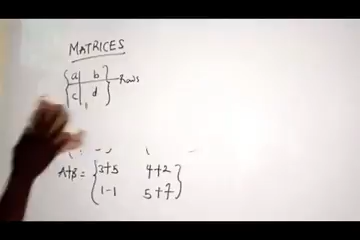 MATRICES
a b
Rows
c d
A+B = 3+5 4+2
1-1 5+7